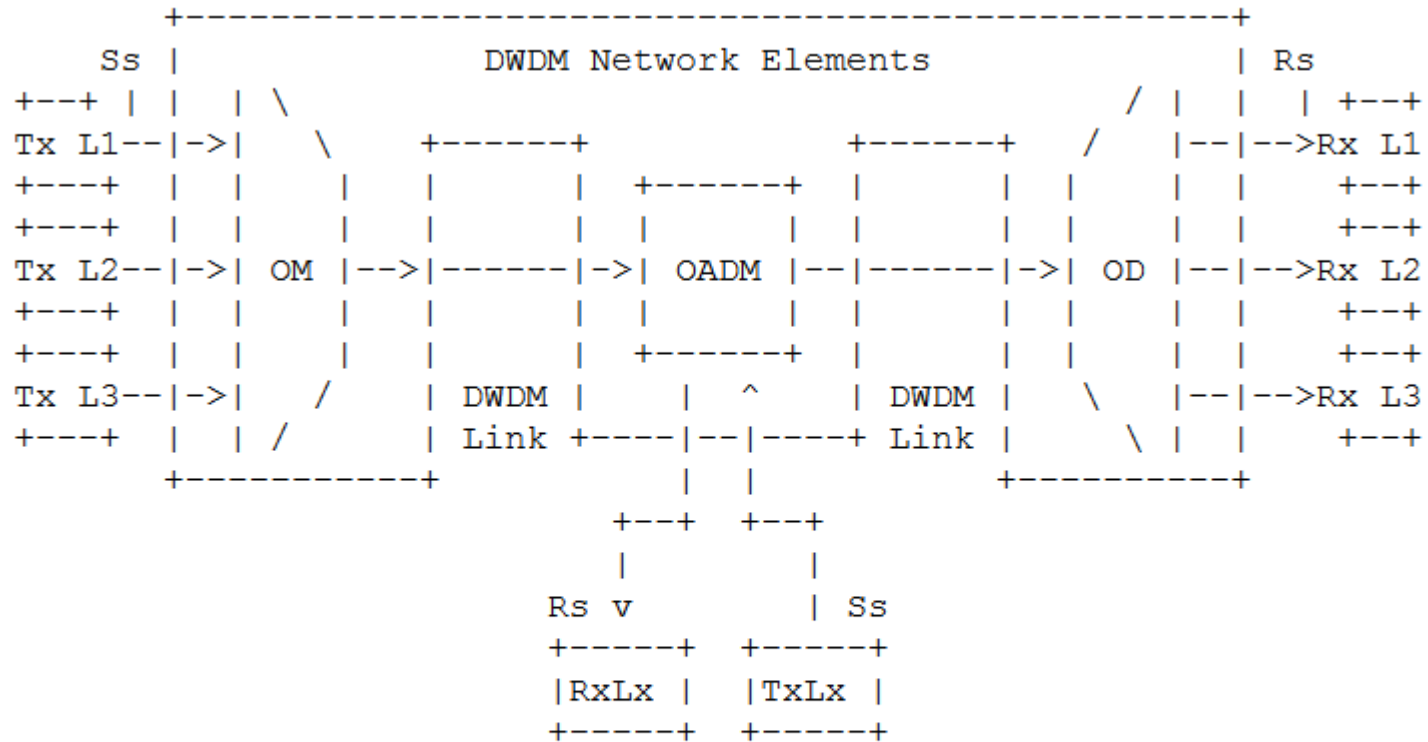 +--------------------------------------------------+
     Ss  |              DWDM Network Elements               | Rs
+--+ | |  | \                                       / |  |  | +--+
Tx L1--|->|   \    +------+            +------+   /    |--|-->Rx L1
+---+  |  |    |   |      |  +------+  |      |  |     |  |     +--+
+---+  |  |    |   |      |  |      |  |      |  |     |  |     +--+
Tx L2--|->| OM |-->|------|->| OADM |--|------|->| OD |--|-->Rx L2
+---+  |  |    |   |      |  |      |  |      |  |     |  |     +--+
+---+  |  |    |   |      |  +------+  |      |  |     |  |     +--+
Tx L3--|->|   /    | DWDM |    |  ^    | DWDM |   \    |--|-->Rx L3
+---+  |  | /      | Link +----|--|----+ Link |     \ |  |     +--+
       +-----------+           |  |           +----------+
                            +--+  +--+
                            |        |
                         Rs v        | Ss
                         +-----+  +-----+
                         |RxLx |  |TxLx |
                         +-----+  +-----+